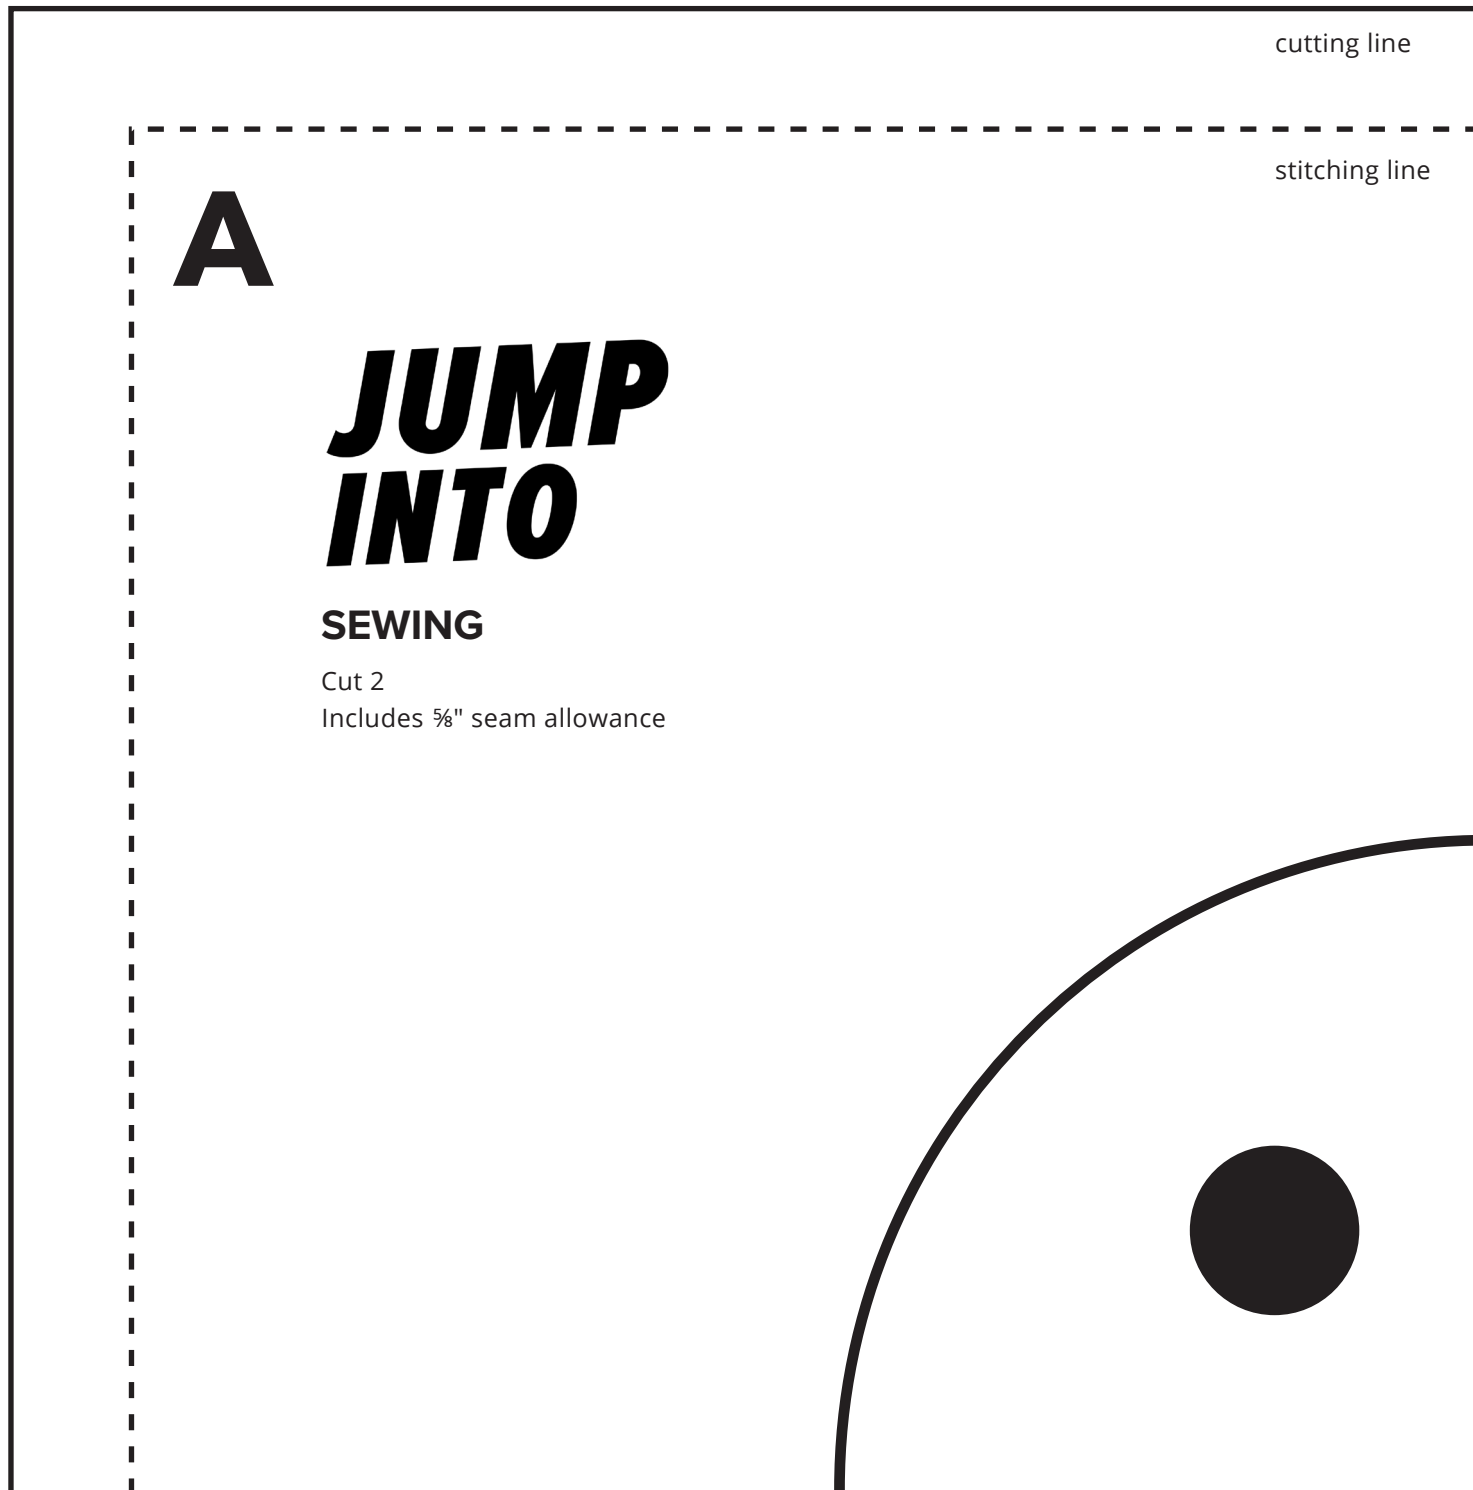 cutting line
stitching line
A
JUMP
INTO
SEWING
Cut 2
Includes ⅝" seam allowance